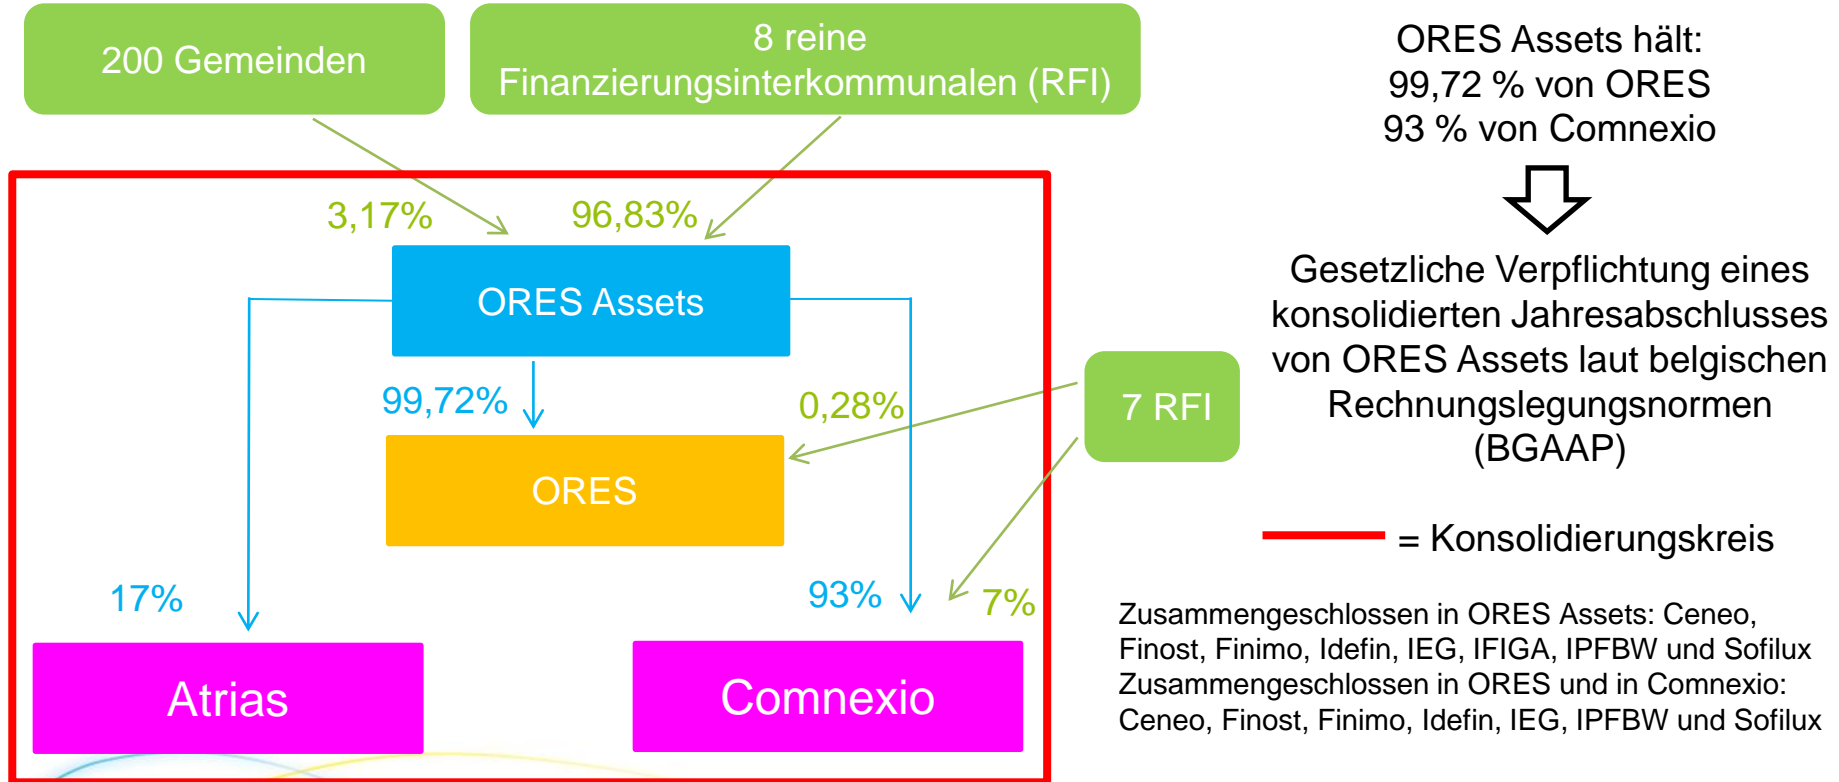 200 Gemeinden
8 reine
Finanzierungsinterkommunalen (RFI)
3,17%
96,83%
ORES Assets
99,72%
0,28%
7 RFI
ORES
17%
93%
7%
Atrias
Comnexio
ORES Assets hält:
99,72 % von ORES
93 % von Comnexio
Gesetzliche Verpflichtung eines
konsolidierten Jahresabschlusses
von ORES Assets laut belgischen
Rechnungslegungsnormen
(BGAAP)
= Konsolidierungskreis
Zusammengeschlossen in ORES Assets: Ceneo,
Finost, Finimo, Idefin, IEG, IFIGA, IPFBW und Sofilux
Zusammengeschlossen in ORES und in Comnexio:
Ceneo, Finost, Finimo, Idefin, IEG, IPFBW und Sofilux